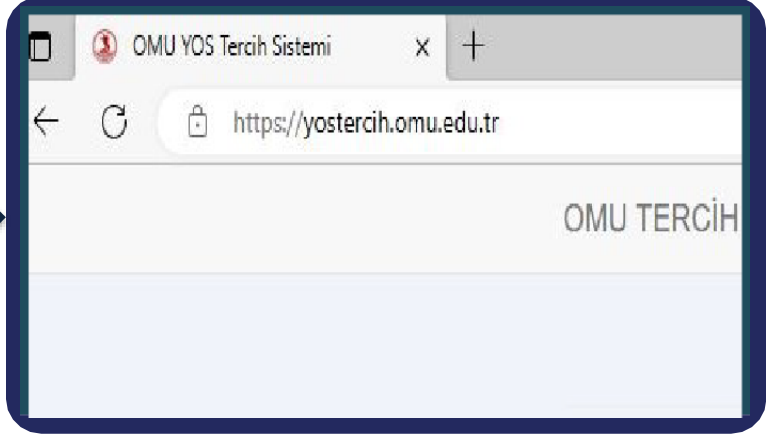 OMU YOS Tercih Sistemi
https://yostercih.omu.edu.tr
OMU TERCİH